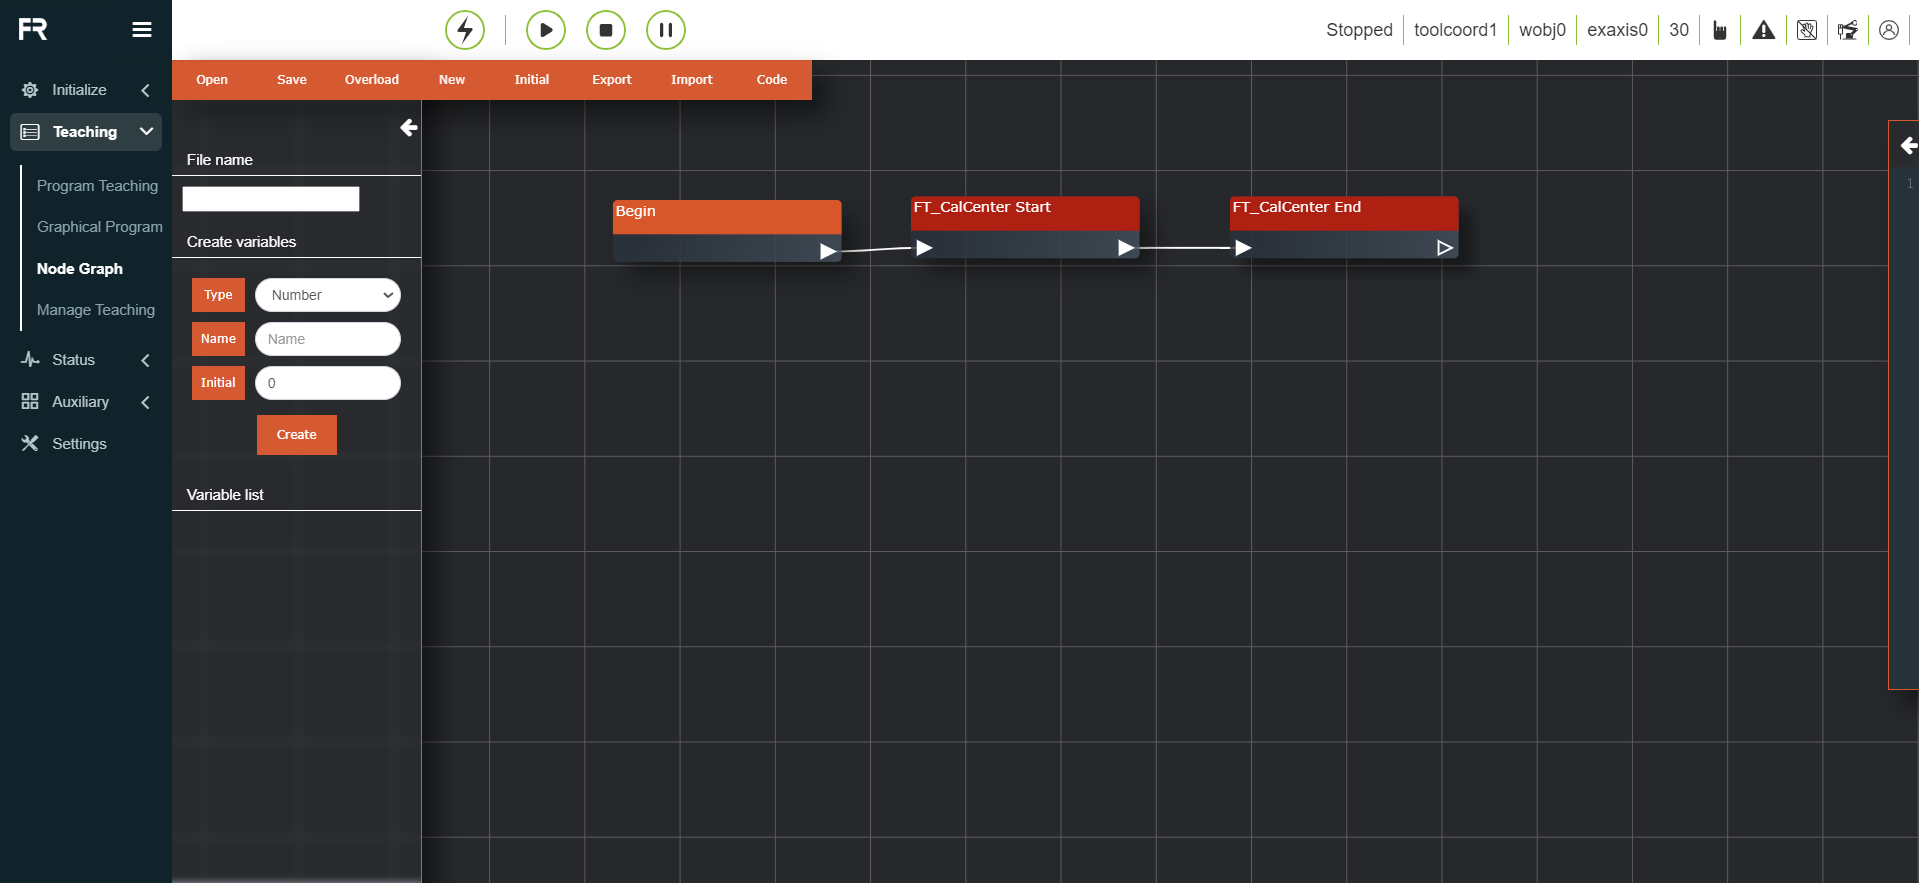 FR
Stopped
toolcoord1
wobj0
exaxis0
30
Initialize
Teaching
Program Teaching
Graphical Program
Node Graph
Manage Teaching
Status
Auxiliary
Settings
Open
Save
Overload
New
Initial
Export
Import
Code
File name
Create variables
Type
Number
Name
Name
Initial
0
Create
Variable list
Begin
FT_CalCenter Start
FT_CalCenter End
1